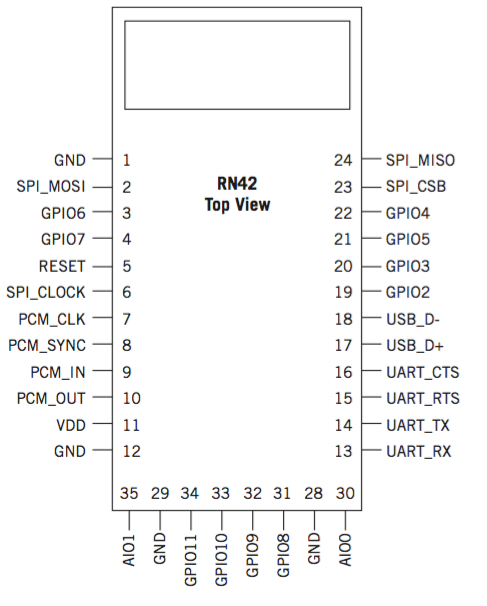 RN42
Top View
GND 1
SPI_MOSI 2
GPIO6 3
GPIO7 4
RESET 5
SPI_CLOCK 6
PCM_CLK 7
PCM_SYNC 8
PCM_IN 9
PCM_OUT 10
VDD 11
GND 12
24 SPI_MISO
23 SPI_CSB
22 GPIO4
21 GPIO5
20 GPIO3
19 GPIO2
18 USB_D-
17 USB_D+
16 UART_CTS
15 UART_RTS
14 UART_TX
13 UART_RX
35 29 34 33 32 31 28 30
AIO1 GND GPIO11 GPIO10 GPIO9 GPIO8 GND AIO0